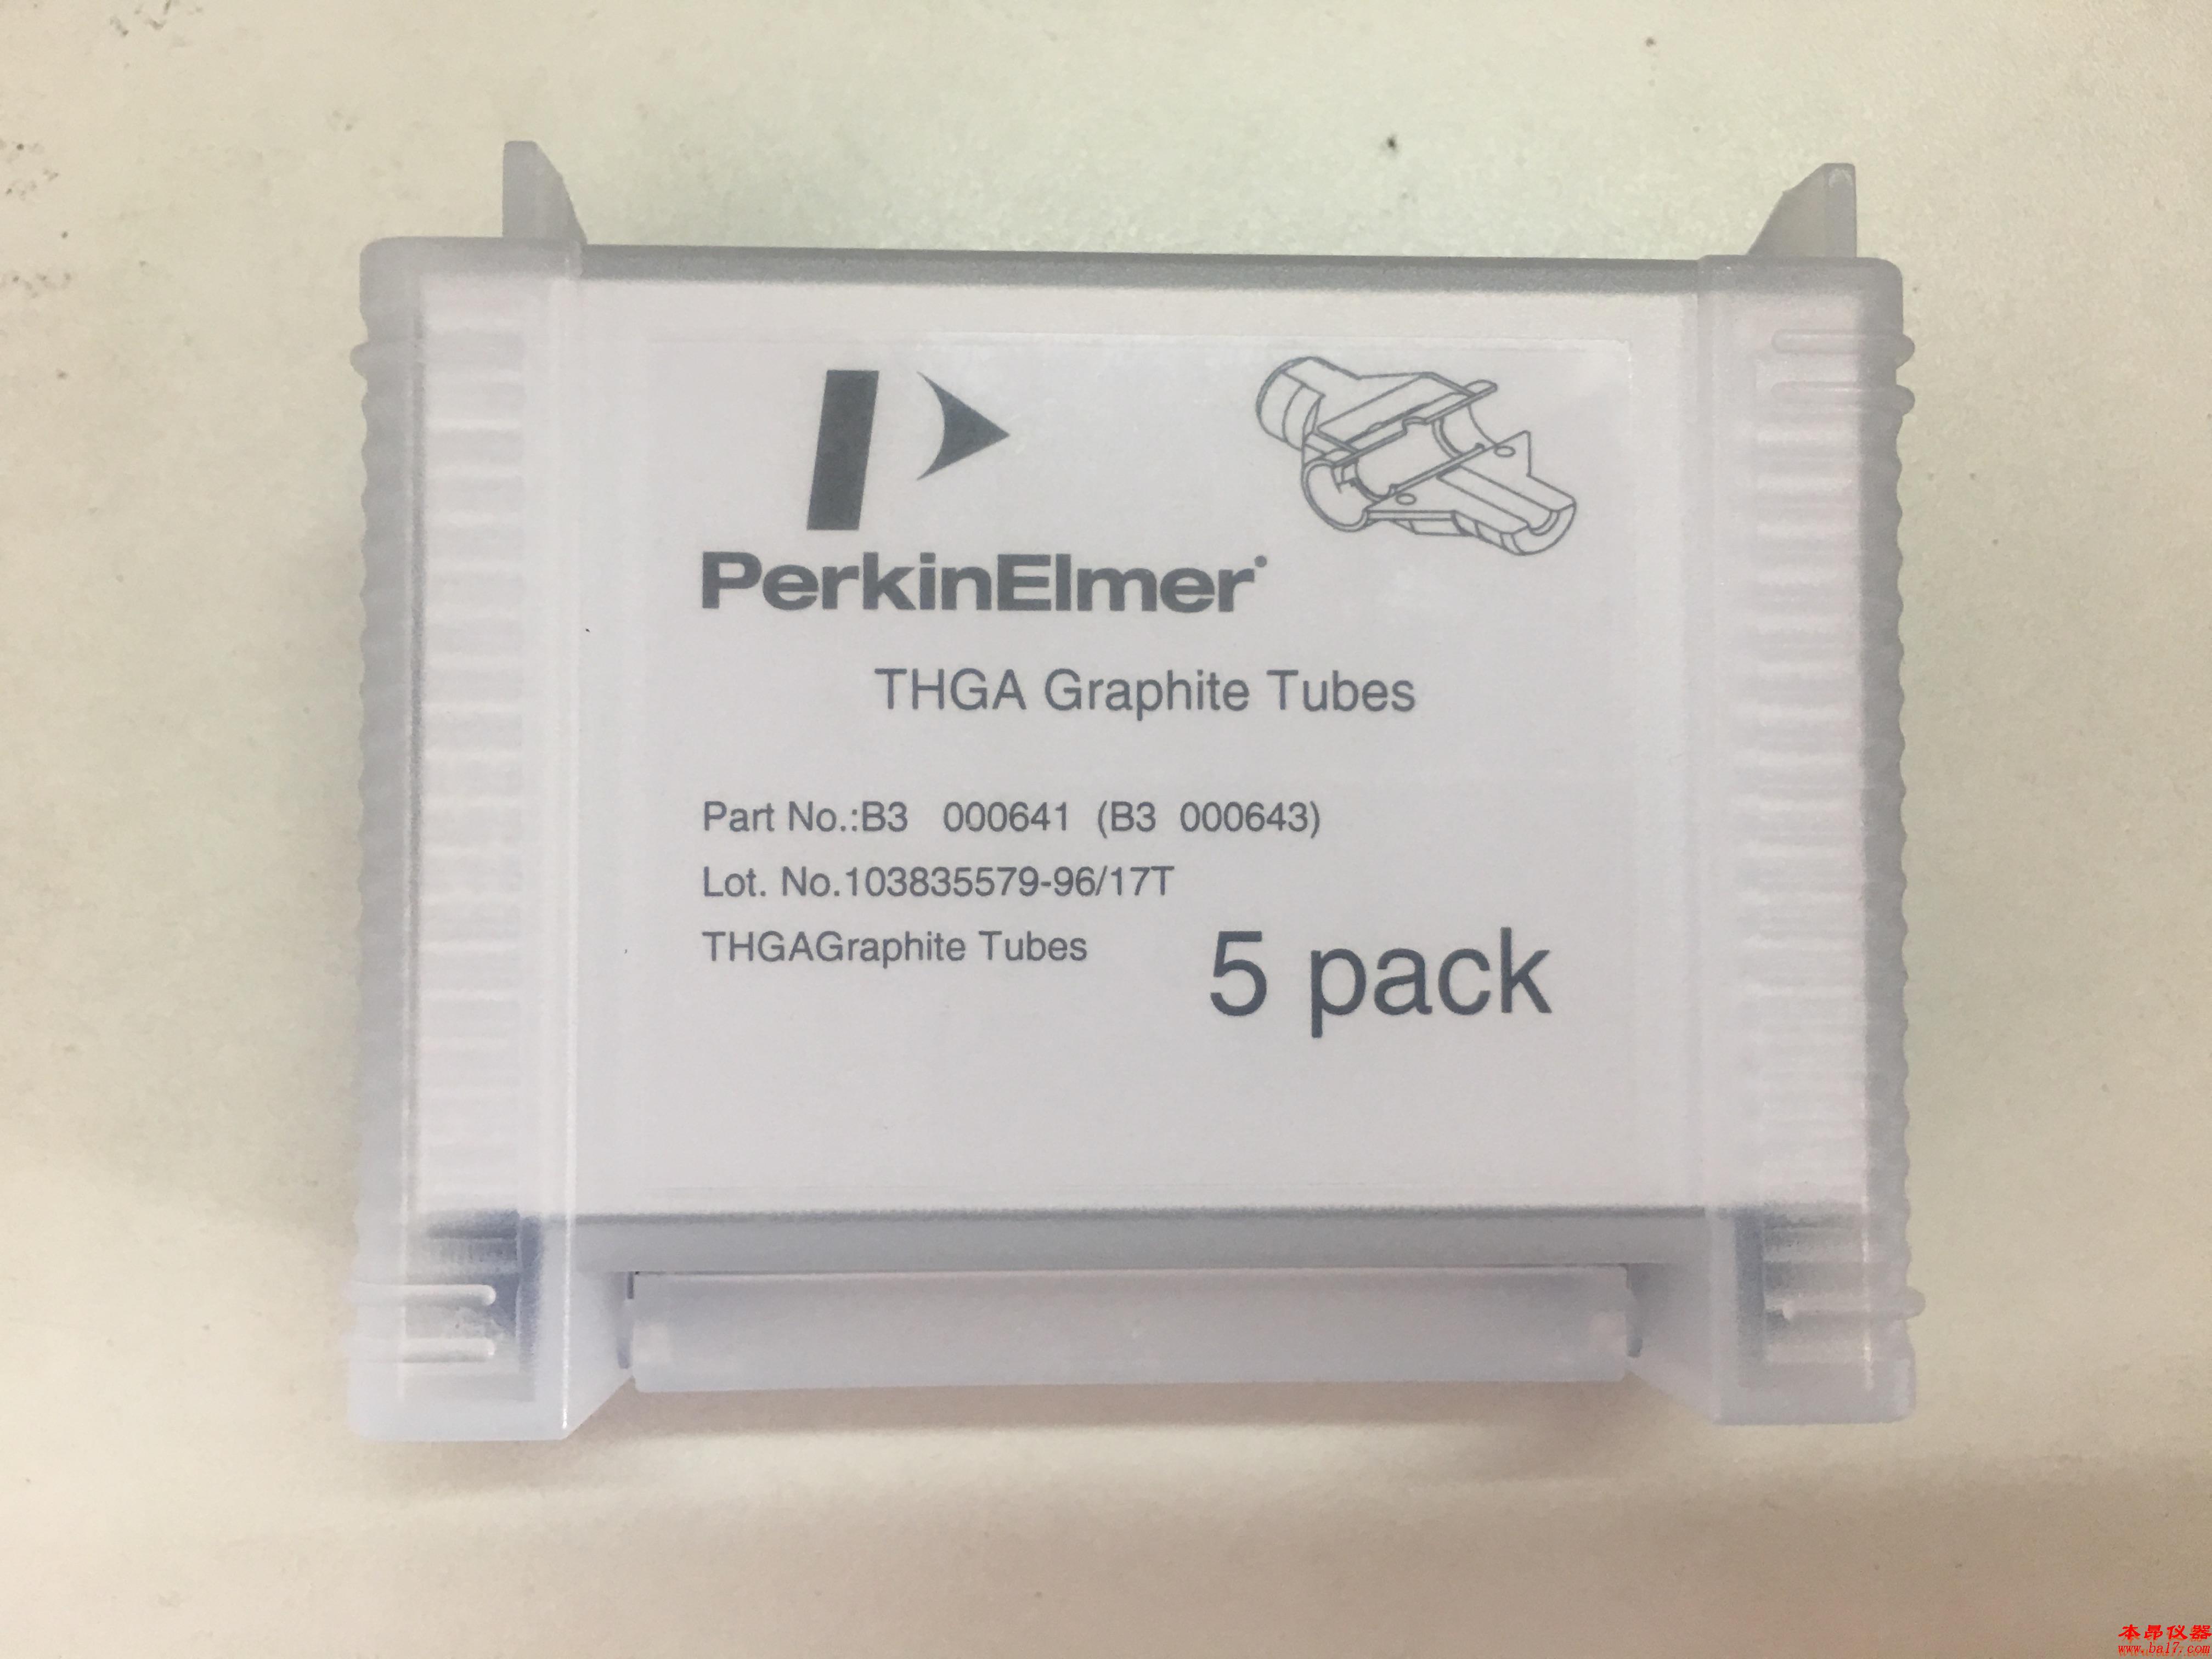 PerkinElmer
THGA Graphite Tubes
Part No.:B3 000641 (B3 000643)
Lot. No.103835579-96/17T
THGAGraphite Tubes
5 pack
本昂仪器
www.ba17.com